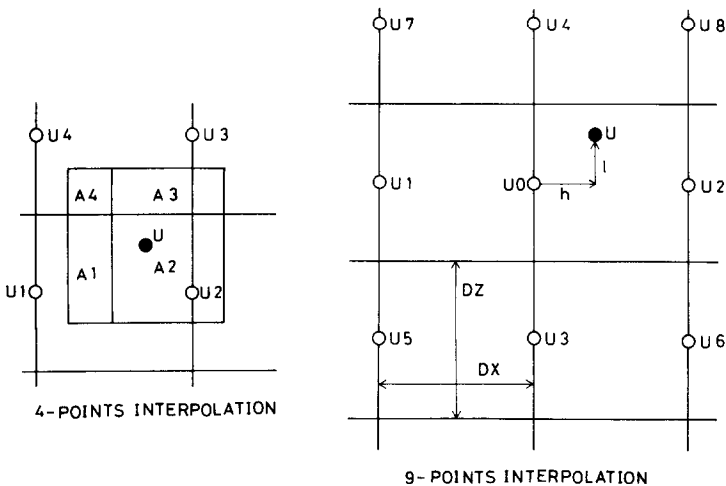 U4 U3
A4 A3
U
A1 A2
U1 U2
4-POINTS INTERPOLATION
U7 U4 U8
U
l
U1 U0 h U2
DZ
U5 U3 U6
DX
9-POINTS INTERPOLATION